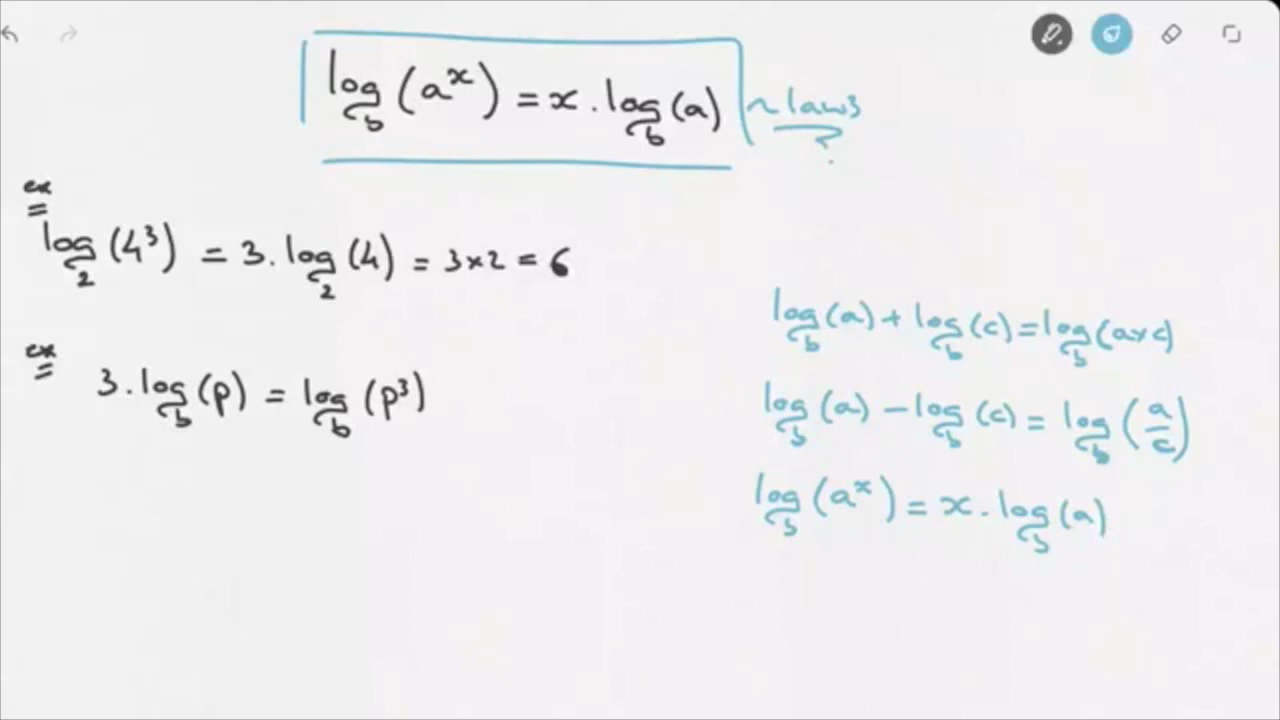 log_b(a^x) = x . log_b(a) ~ laws
ex
log_2(4^3) = 3 . log_2(4) = 3×2 = 6
ex
3 . log_b(p) = log_b(p^3)
log_b(a) + log_b(c) = log_b(a×c)
log_b(a) - log_b(c) = log_b(a/c)
log_b(a^x) = x . log_b(a)